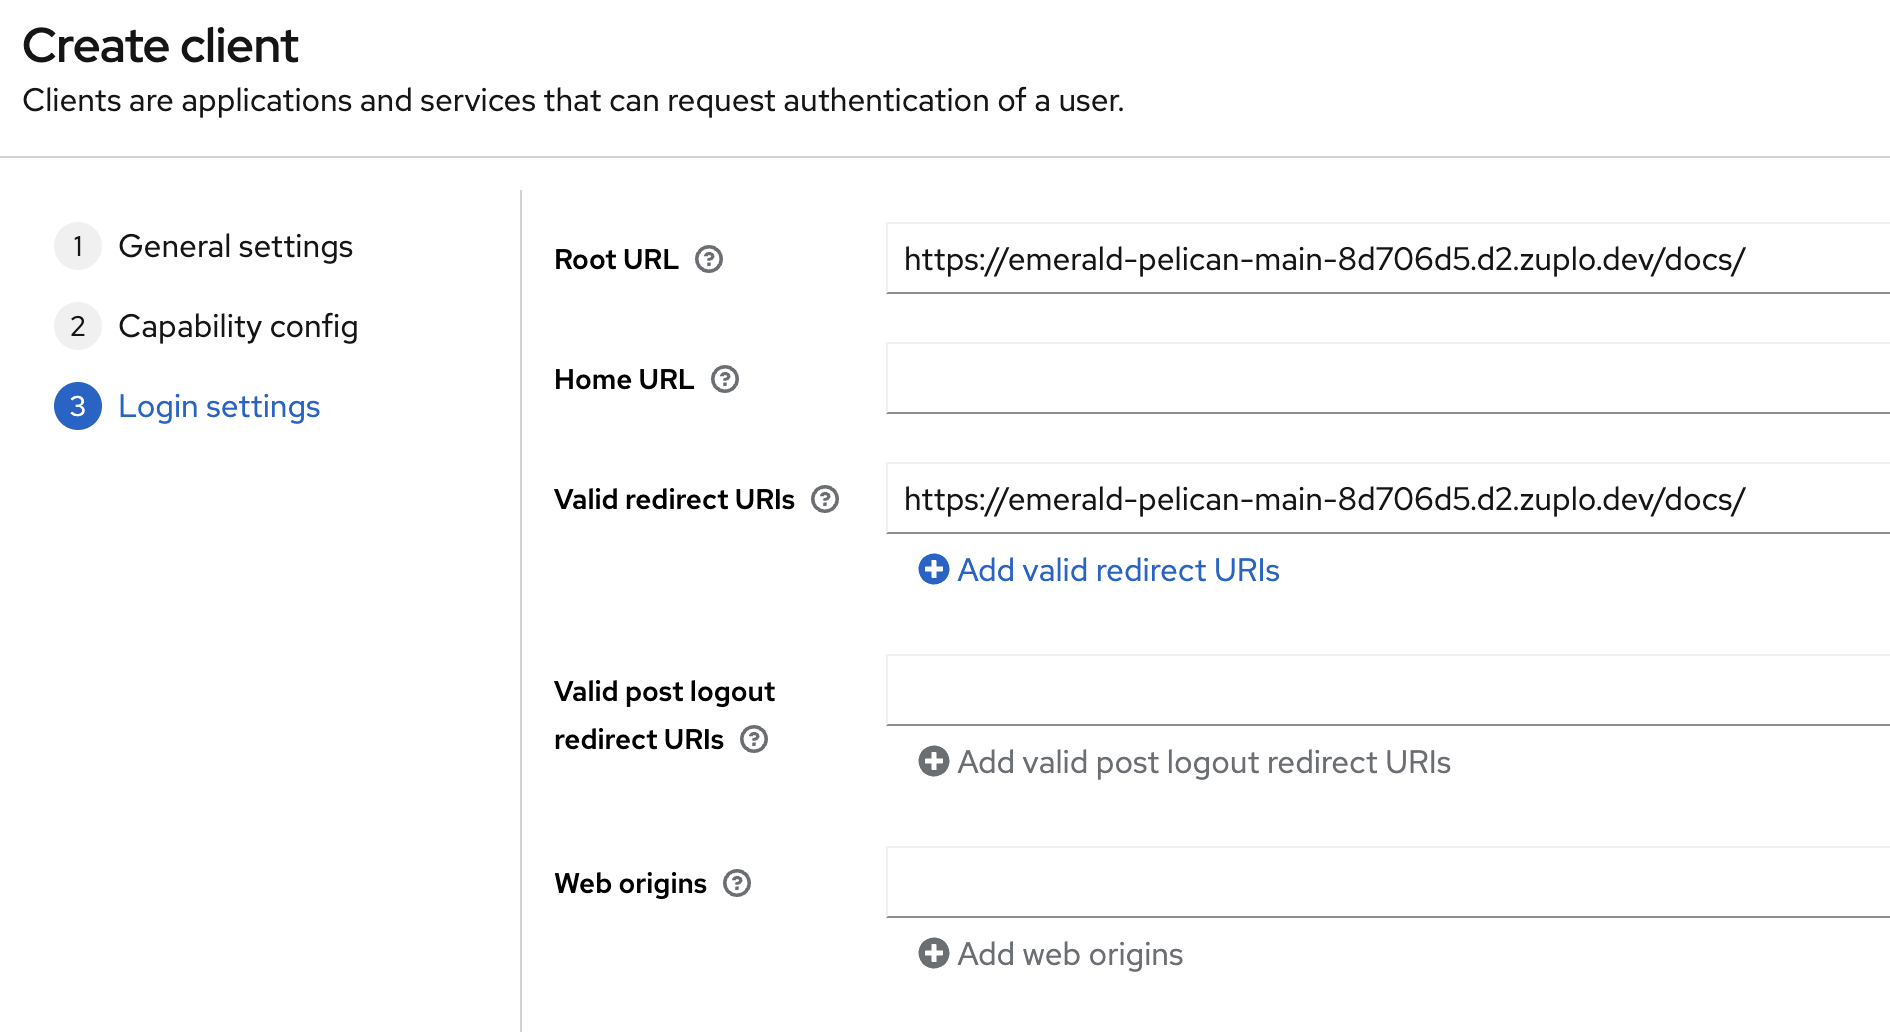 Create client
Clients are applications and services that can request authentication of a user.
1 General settings
2 Capability config
3 Login settings
Root URL ? https://emerald-pelican-main-8d706d5.d2.zuplo.dev/docs/
Home URL ?
Valid redirect URIs ? https://emerald-pelican-main-8d706d5.d2.zuplo.dev/docs/
Add valid redirect URIs
Valid post logout
redirect URIs ?
Add valid post logout redirect URIs
Web origins ?
Add web origins